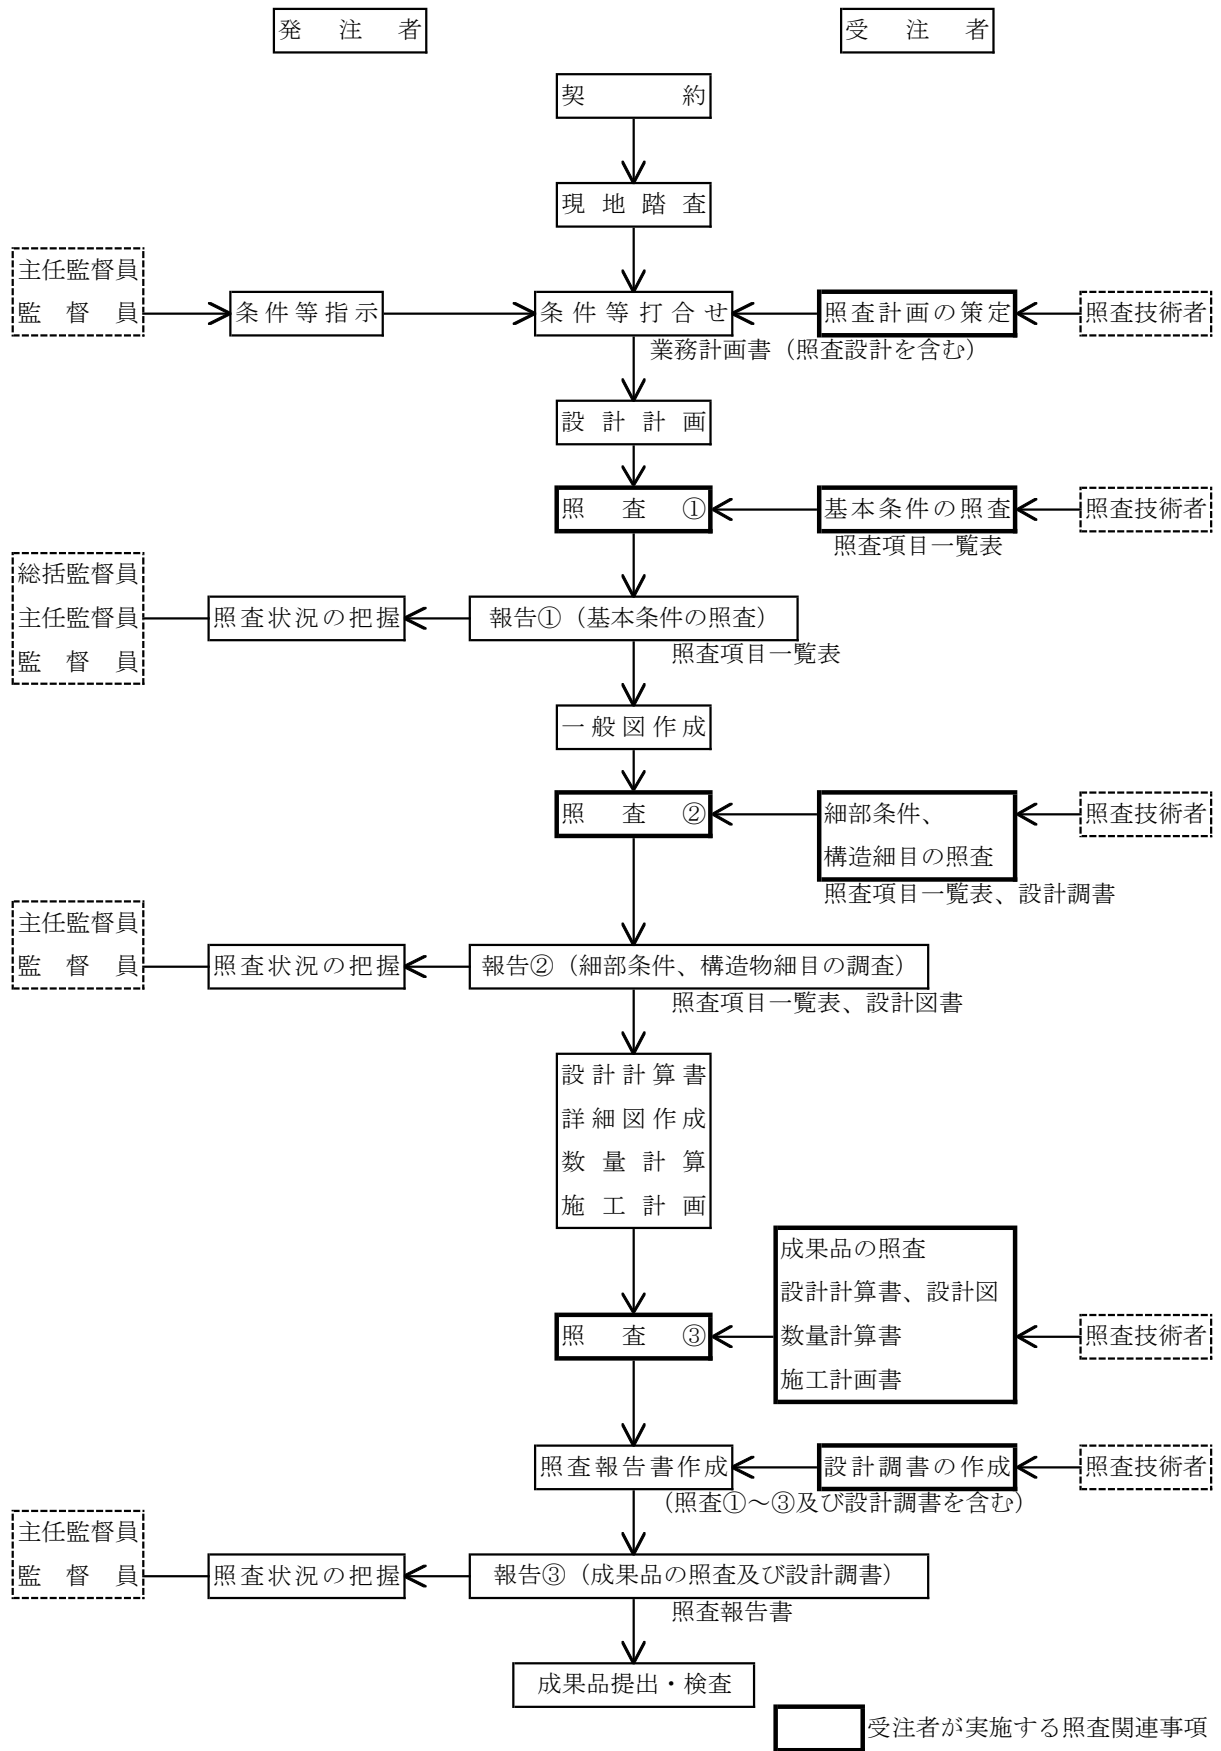 発注者
受注者
契約
現地踏査
主任監督員
監督員
条件等指示
条件等打合せ
照査計画の策定
照査技術者
業務計画書（照査設計を含む）
設計計画
照査①
基本条件の照査
照査技術者
照査項目一覧表
総括監督員
主任監督員
監督員
照査状況の把握
報告①（基本条件の照査）
照査項目一覧表
一般図作成
照査②
細部条件、
構造細目の照査
照査技術者
照査項目一覧表、設計調書
主任監督員
監督員
照査状況の把握
報告②（細部条件、構造物細目の調査）
照査項目一覧表、設計図書
設計計算書
詳細図作成
数量計算
施工計画
照査③
成果品の照査
設計計算書、設計図
数量計算書
施工計画書
照査技術者
照査報告書作成
設計調書の作成
照査技術者
（照査①～③及び設計調書を含む）
主任監督員
監督員
照査状況の把握
報告③（成果品の照査及び設計調書）
照査報告書
成果品提出・検査
受注者が実施する照査関連事項